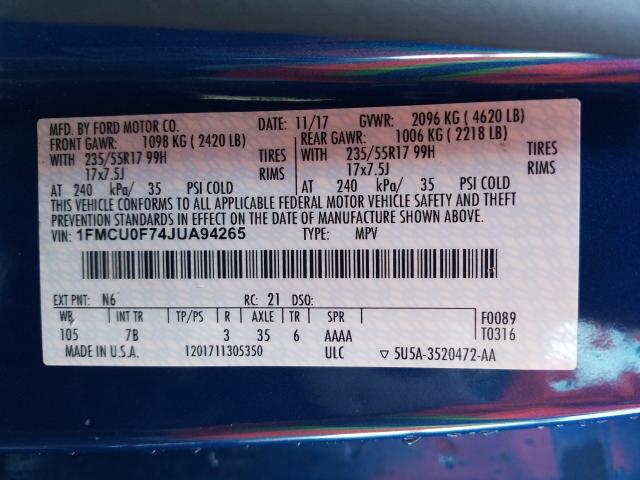 MFD. BY FORD MOTOR CO. DATE: 11/17 GVWR: 2096 KG ( 4620 LB)
FRONT GAWR: 1098 KG ( 2420 LB) REAR GAWR: 1006 KG ( 2218 LB)
WITH 235/55R17 99H TIRES WITH 235/55R17 99H TIRES
17x7.5J RIMS 17x7.5J RIMS
AT 240 kPa/ 35 PSI COLD AT 240 kPa/ 35 PSI COLD
THIS VEHICLE CONFORMS TO ALL APPLICABLE FEDERAL MOTOR VEHICLE SAFETY AND THEFT
PREVENTION STANDARDS IN EFFECT ON THE DATE OF MANUFACTURE SHOWN ABOVE.
VIN: 1FMCU0F74JUA94265 TYPE: MPV
EXT PNT: N6 RC: 21 DSO:
WB INT TR TP/PS R AXLE TR SPR F0089
105 7B 3 35 6 AAAA T0316
MADE IN U.S.A. 1201711305350 ULC ▽ 5U5A-3520472-AA